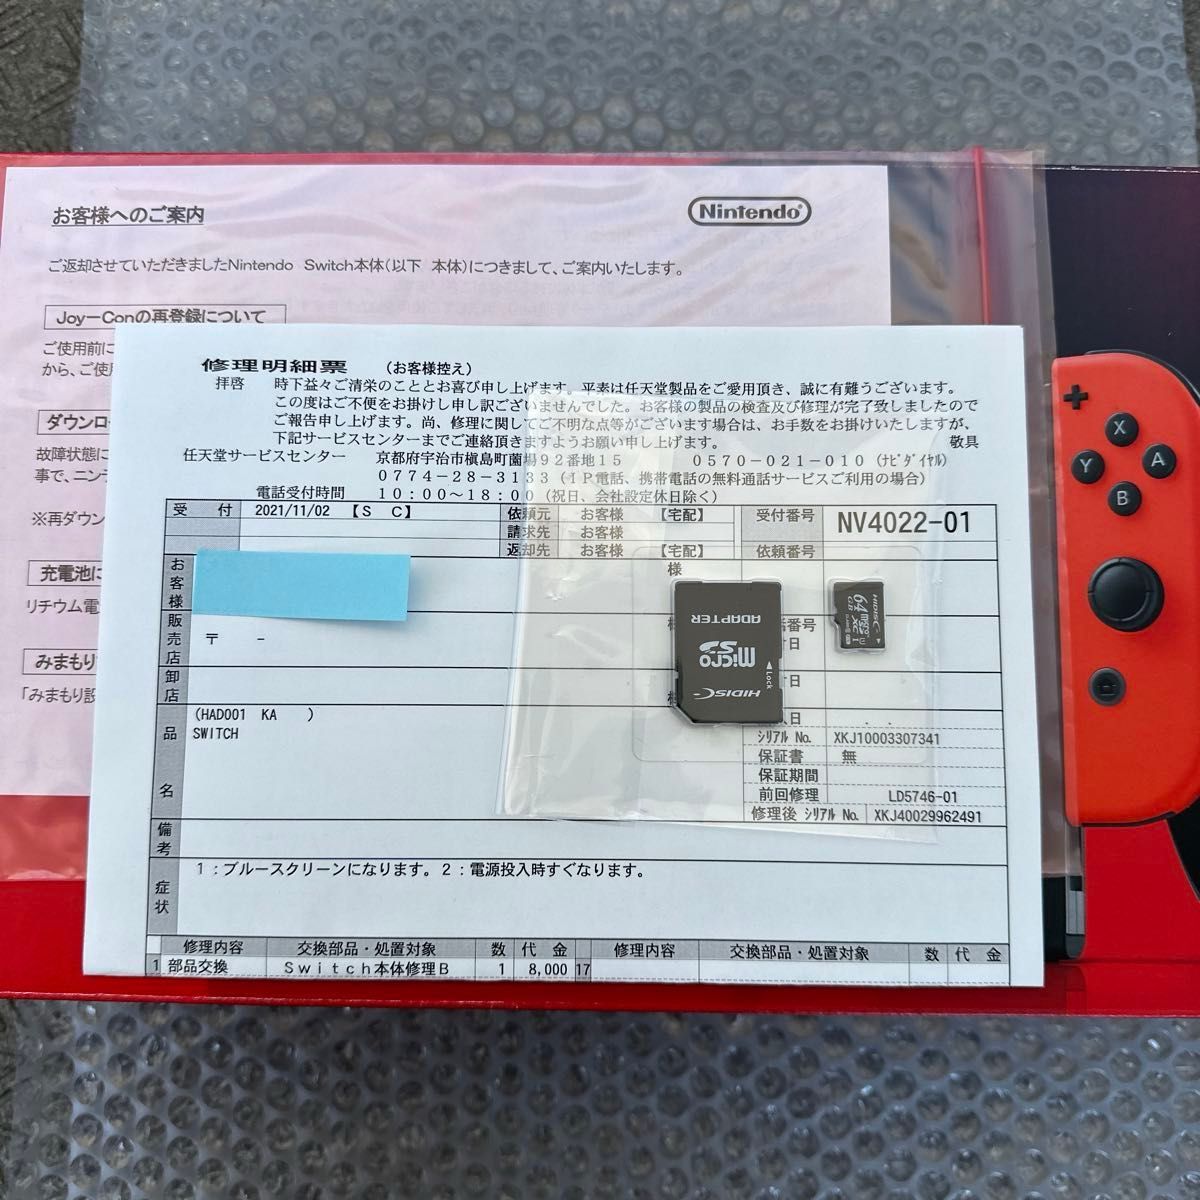 お客様へのご案内
Nintendo
ご返却させていただきましたNintendo Switch本体(以下 本体)につきまして、ご案内いたします。
Joy-Conの再登録について
ご使用前に
から、ご使
ダウンロ
故障状態に
事で、ニン
※再ダウン
充電池に
リチウム電
みまもり
「みまもり設
修理明細票 (お客様控え)
拝啓 時下益々ご清栄のこととお喜び申し上げます。平素は任天堂製品をご愛用頂き、誠に有難うございます。
この度はご不便をお掛けし申し訳ございませんでした。お客様の製品の検査及び修理が完了致しましたので
ご報告申し上げます。尚、修理に関してご不明な点等がございます場合は、お手数をお掛けいたしますが、
下記サービスセンターまでご連絡頂きますようお願い申し上げます。 敬具
任天堂サービスセンター 京都府宇治市槇島町薗場92番地15 0570-021-010 (ナビダイヤル)
0774-28-3133 (IP電話、携帯電話の無料通話サービスご利用の場合)
電話受付時間 10:00~18:00 (祝日、会社設定休日除く)
受 付 2021/11/02 【S C】 依頼元 お客様 【宅配】 受付番号 NV4022-01
請求先 お客様
返却先 お客様 【宅配】 依頼番号
お客様 様
販売店 〒 - 番号
日
卸店 日
日 . .
品名 (HAD001 KA )
SWITCH
シリアル No. XKJ10003307341
保証書 無
保証期間
前回修理 LD5746-01
修理後 シリアル No. XKJ40029962491
備考
症状 1:ブルースクリーンになります。2:電源投入時すぐなります。
修理内容 交換部品・処置対象 数 代 金 修理内容 交換部品・処置対象 数 代 金
1 部品交換 Switch本体修理B 1 8,000 17
HIDISC
Lock
micro SD
ADAPTER
HIDISC
64GB
micro XC I
X
Y
A
B